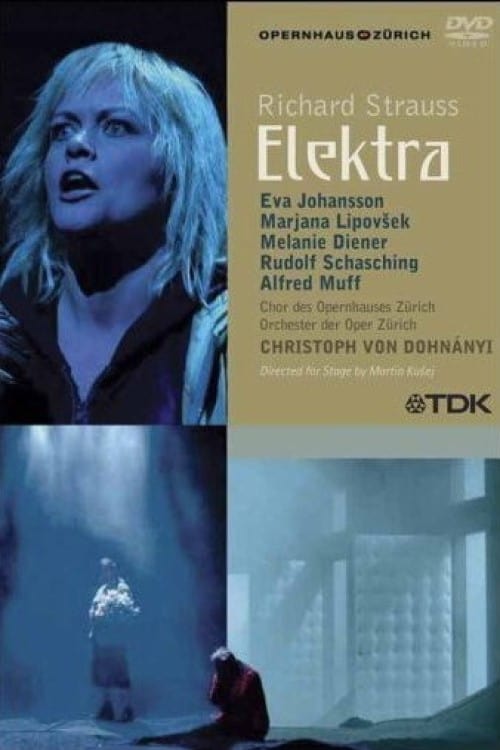 OPERNHAUS ZÜRICH
DVD
VIDEO
Richard Strauss
Elektra
Eva Johansson
Marjana Lipovšek
Melanie Diener
Rudolf Schasching
Alfred Muff
Chor des Opernhauses Zürich
Orchester der Oper Zürich
CHRISTOPH VON DOHNÁNYI
Directed for Stage by Martin Kušej
TDK